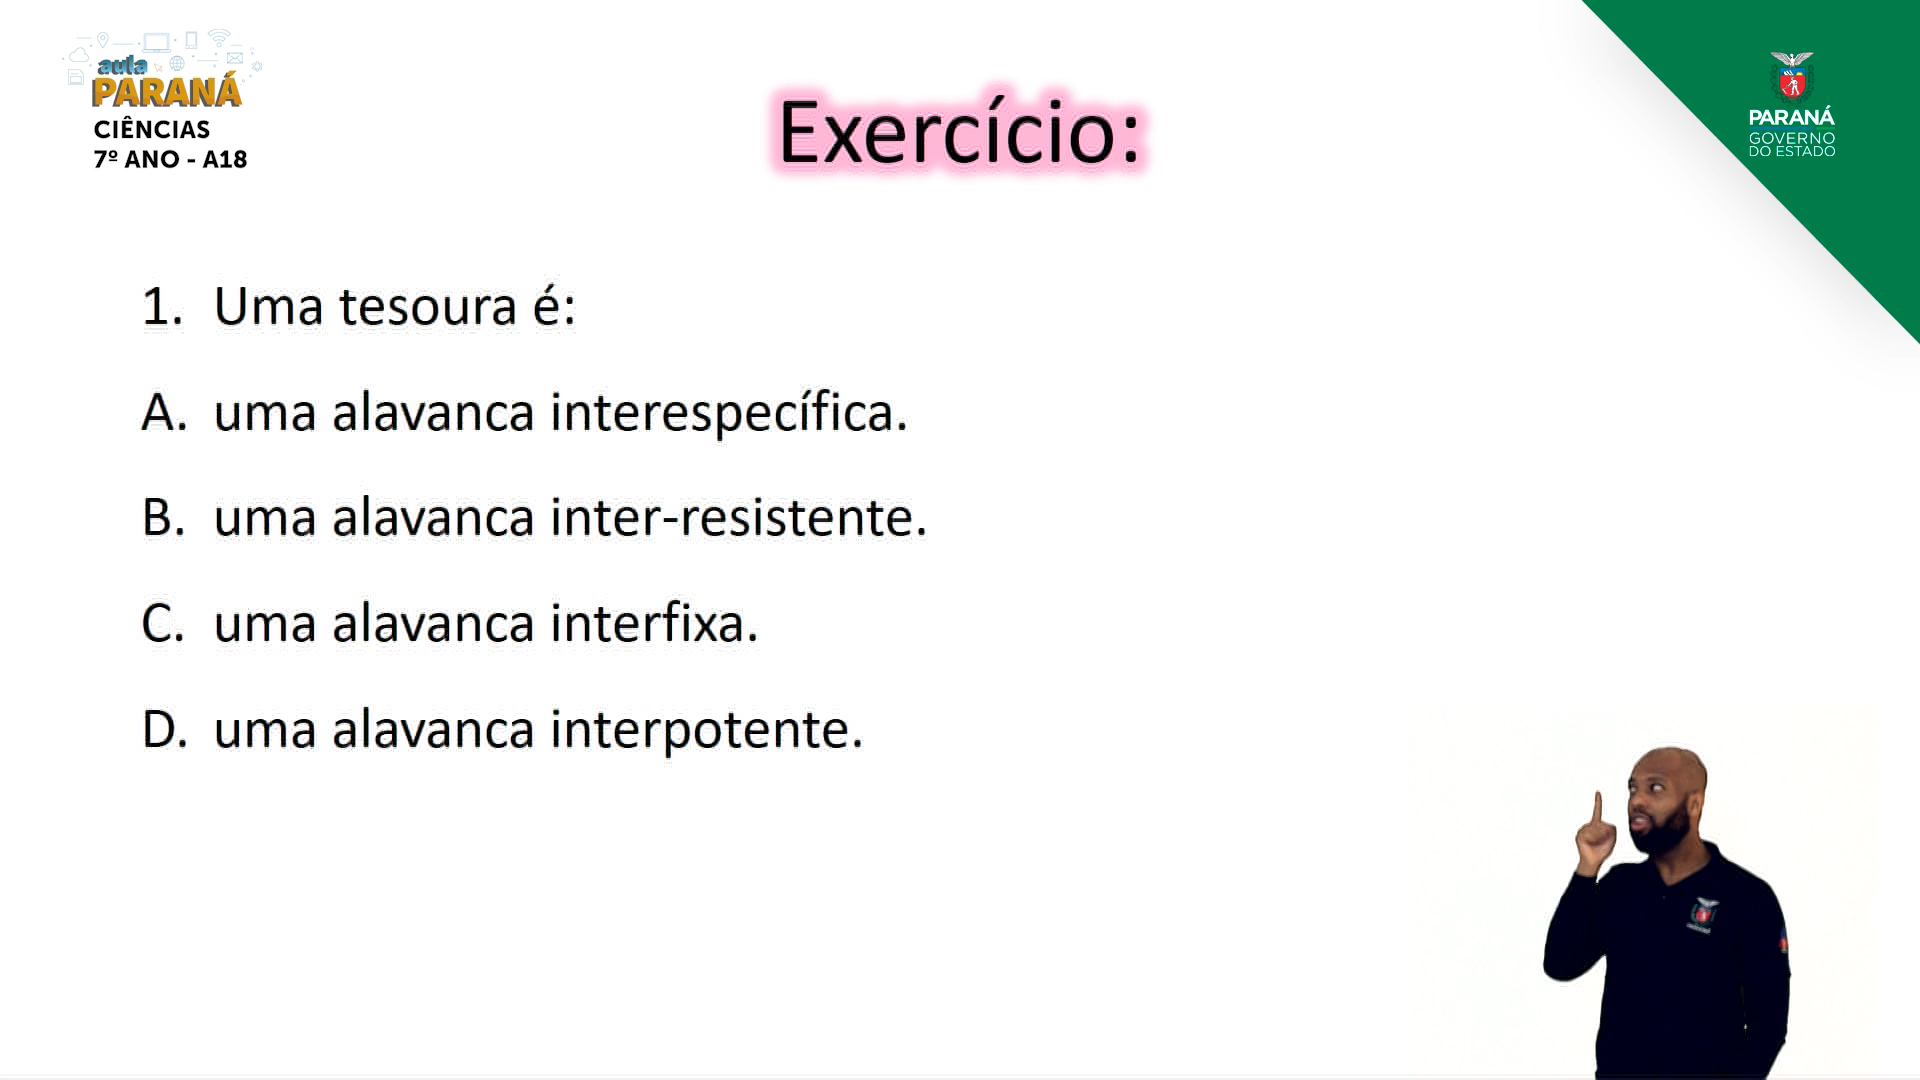 aula
PARANÁ
CIÊNCIAS
7º ANO - A18
Exercício:
PARANÁ
GOVERNO
DO ESTADO
1. Uma tesoura é:
A. uma alavanca interespecífica.
B. uma alavanca inter-resistente.
C. uma alavanca interfixa.
D. uma alavanca interpotente.